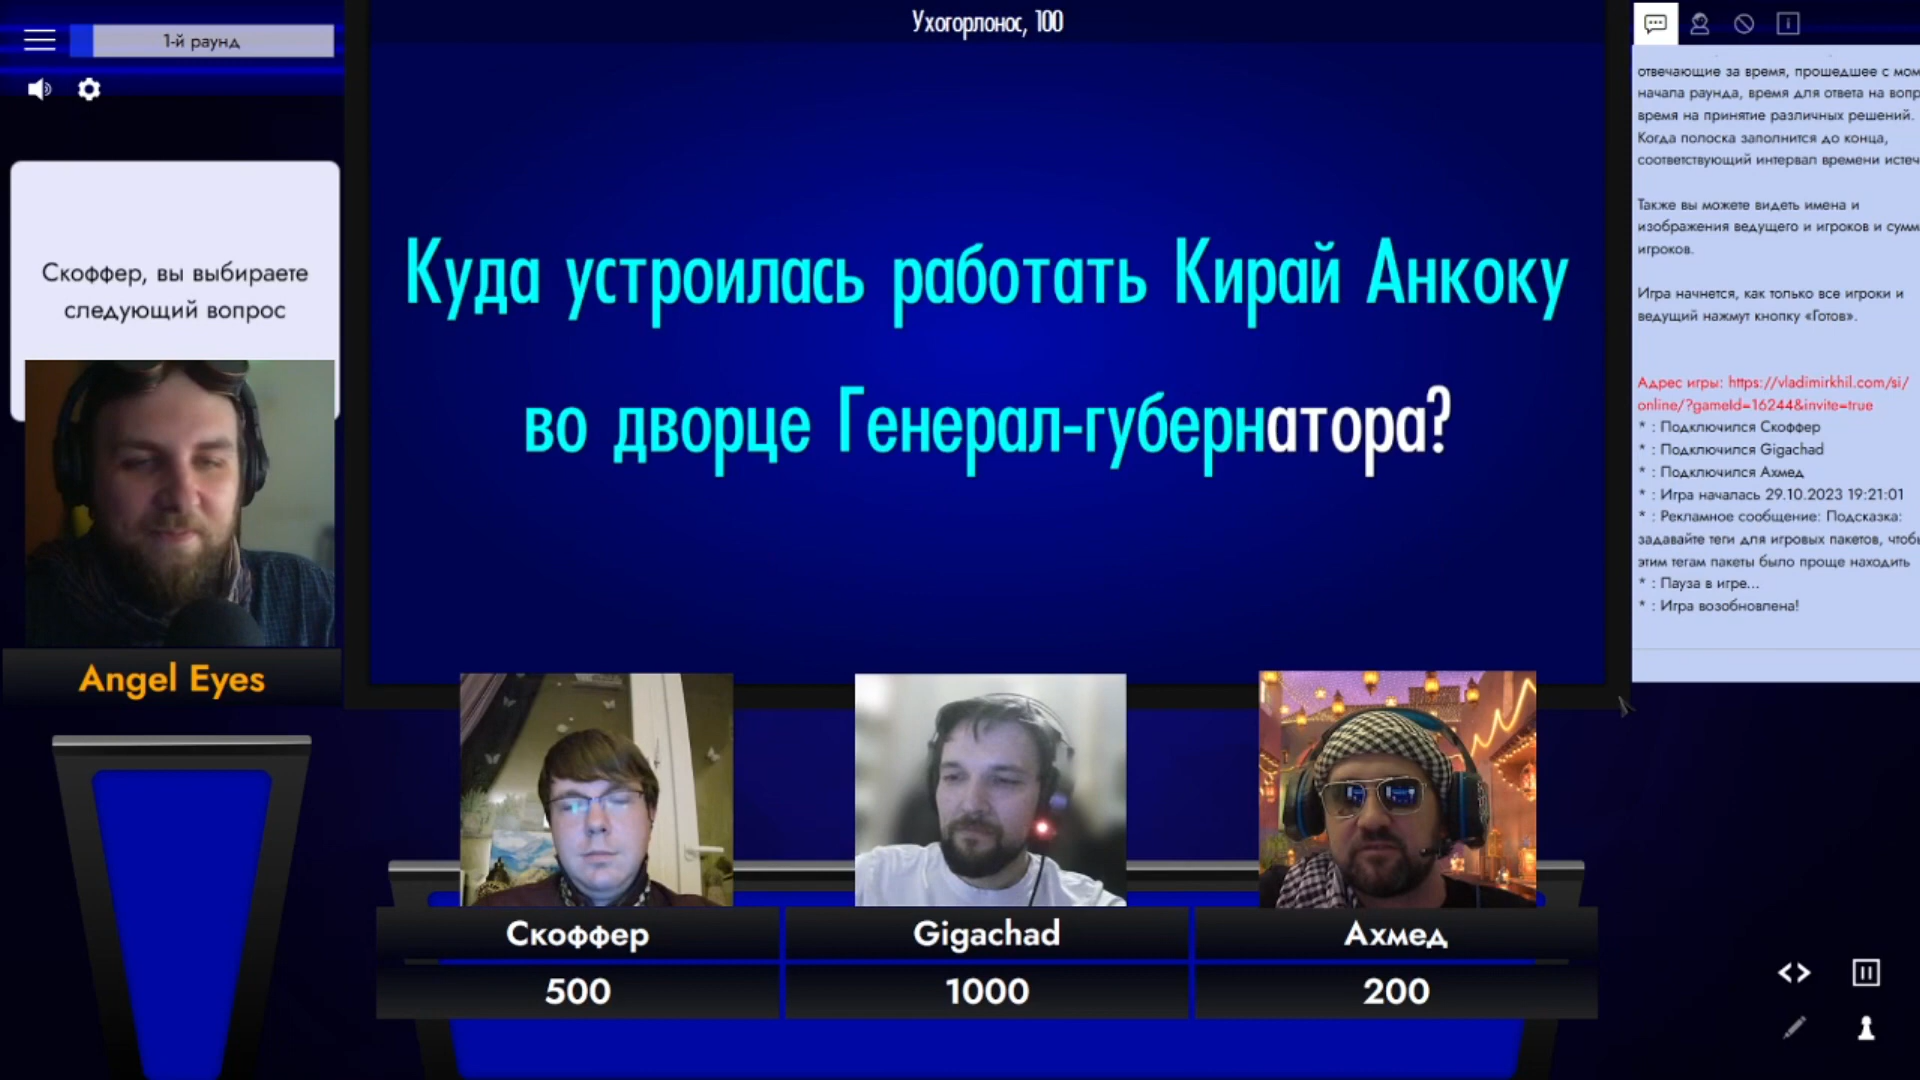 1-й раунд
Ухогорлонос, 100
Скоффер, вы выбираете
следующий вопрос
Куда устроилась работать Кирай Анкоку
во дворце Генерал-губернатора?
Angel Eyes
Скоффер
500
Gigachad
1000
Ахмед
200
отвечающие за время, прошедшее с мом
начала раунда, время для ответа на вопр
время на принятие различных решений.
Когда полоска заполнится до конца,
соответствующий интервал времени истеч
Также вы можете видеть имена и
изображения ведущего и игроков и сумм
игроков.
Игра начнется, как только все игроки и
ведущий нажмут кнопку «Готов».
Адрес игры: https://vladimirkhil.com/si/
online/?gameId=16244&invite=true
* : Подключился Скоффер
* : Подключился Gigachad
* : Подключился Ахмед
* : Игра началась 29.10.2023 19:21:01
* : Рекламное сообщение: Подсказка:
задавайте теги для игровых пакетов, чтобы
этим тегам пакеты было проще находить
* : Пауза в игре...
* : Игра возобновлена!